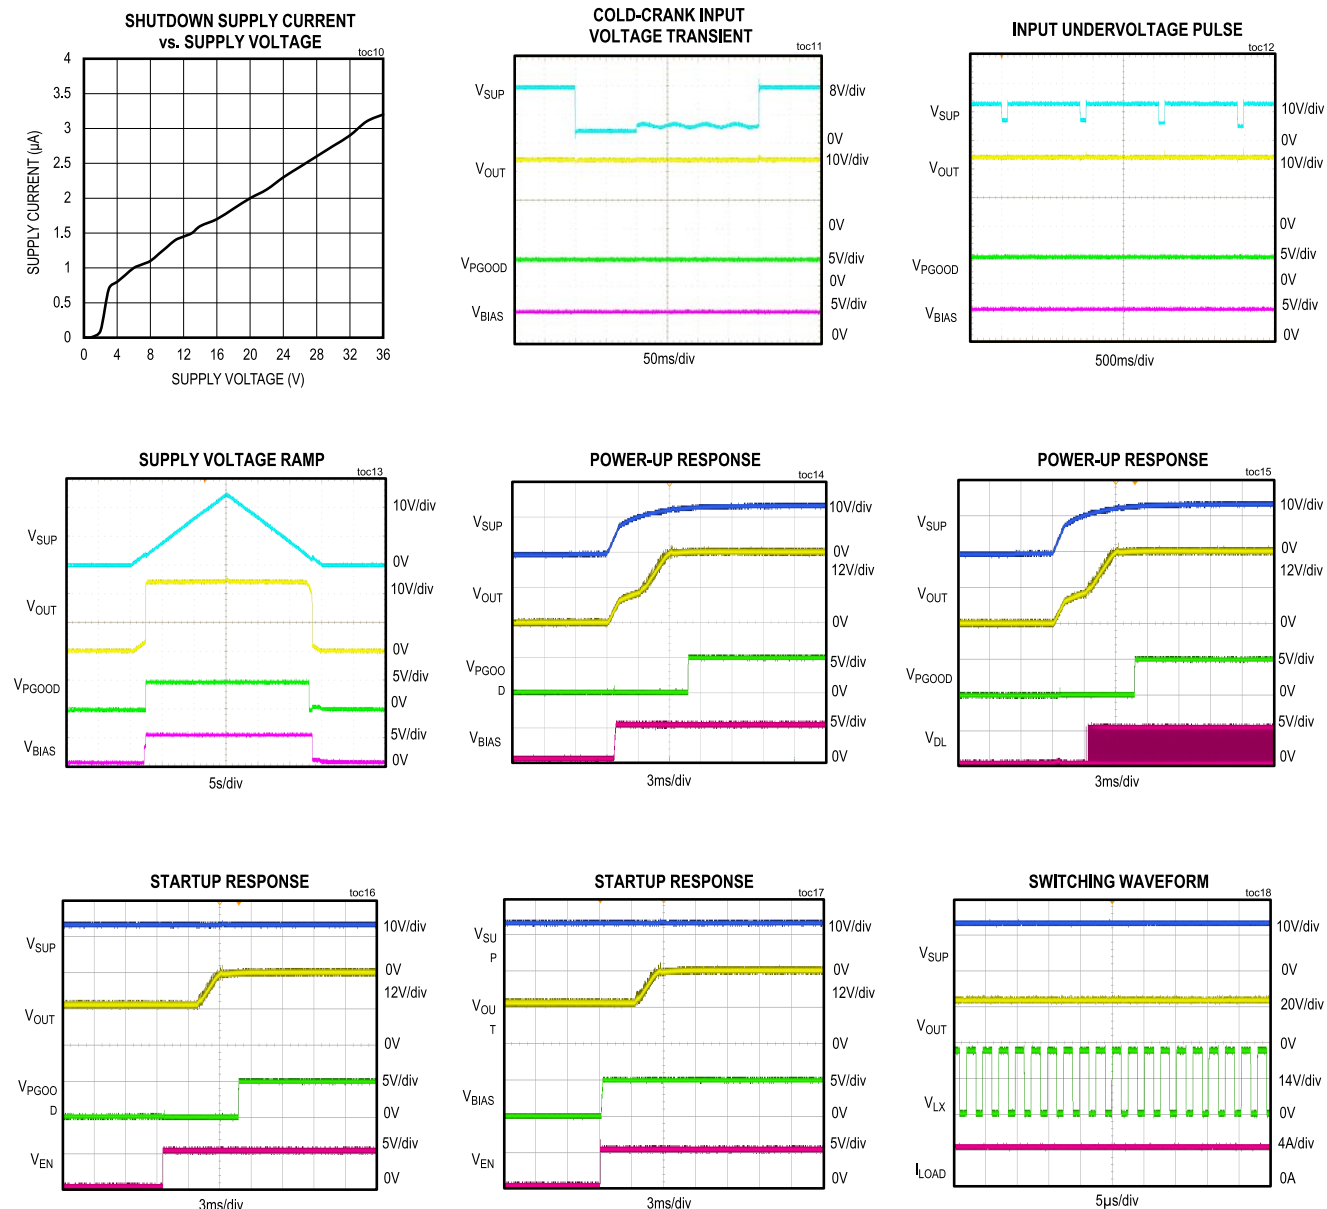 SHUTDOWN SUPPLY CURRENT
vs. SUPPLY VOLTAGE
toc10
4
3.5
3
2.5
2
1.5
1
0.5
0
SUPPLY CURRENT (µA)
0 4 8 12 16 20 24 28 32 36
SUPPLY VOLTAGE (V)
COLD-CRANK INPUT
VOLTAGE TRANSIENT
toc11
VSUP
8V/div
0V
VOUT
10V/div
0V
VPGOOD
5V/div
0V
VBIAS
5V/div
0V
50ms/div
INPUT UNDERVOLTAGE PULSE
toc12
VSUP
10V/div
0V
VOUT
10V/div
0V
VPGOOD
5V/div
0V
VBIAS
5V/div
0V
500ms/div
SUPPLY VOLTAGE RAMP
toc13
VSUP
10V/div
0V
VOUT
10V/div
0V
VPGOOD
5V/div
0V
VBIAS
5V/div
0V
5s/div
POWER-UP RESPONSE
toc14
VSUP
10V/div
0V
VOUT
12V/div
0V
VPGOO
D
5V/div
0V
VBIAS
5V/div
0V
3ms/div
POWER-UP RESPONSE
toc15
VSUP
10V/div
0V
VOUT
12V/div
0V
VPGOOD
5V/div
0V
VDL
5V/div
0V
3ms/div
STARTUP RESPONSE
toc16
VSUP
10V/div
0V
VOUT
12V/div
0V
VPGOO
D
5V/div
0V
VEN
5V/div
0V
3ms/div
STARTUP RESPONSE
toc17
VSU
P
10V/div
0V
VOU
T
12V/div
0V
VBIAS
5V/div
0V
VEN
5V/div
0V
3ms/div
SWITCHING WAVEFORM
toc18
VSUP
10V/div
0V
VOUT
20V/div
0V
VLX
14V/div
0V
ILOAD
4A/div
0A
5µs/div